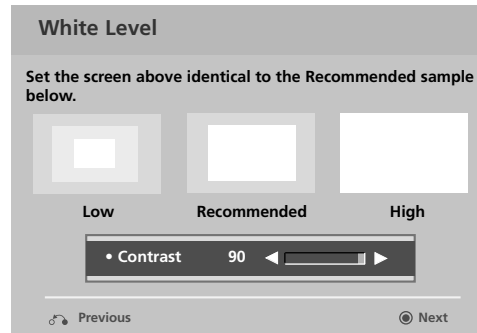 White Level
Set the screen above identical to the Recommended sample
below.
Low Recommended High
• Contrast 90
Previous Next